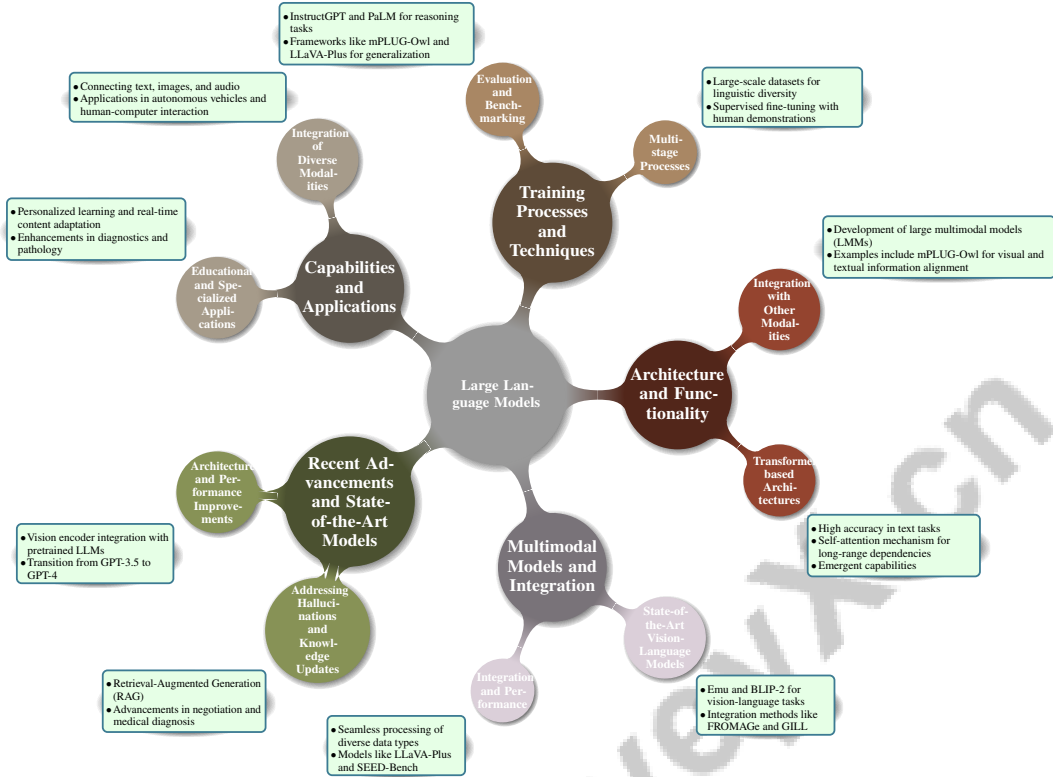 • InstructGPT and PaLM for reasoning
tasks
• Frameworks like mPLUG-Owl and
LLaVA-Plus for generalization
• Connecting text, images, and audio
• Applications in autonomous vehicles and
human-computer interaction
Evaluation
and
Bench-
marking
• Large-scale datasets for
linguistic diversity
• Supervised fine-tuning with
human demonstrations
Integration
of
Diverse
Modal-
ities
Multi-
stage
Processes
Training
Processes
and
Techniques
• Personalized learning and real-time
content adaptation
• Enhancements in diagnostics and
pathology
• Development of large multimodal models
(LMMs)
• Examples include mPLUG-Owl for visual and
textual information alignment
Educational
and Spe-
cialized
Appli-
cations
Capabilities
and
Applications
Integration
with
Other
Modal-
ities
Large Lan-
guage Models
Architecture
and Func-
tionality
Architecture
and Per-
formance
Improve-
ments
Recent Ad-
vancements
and State-
of-the-Art
Models
Transforme
based
Archi-
tectures
• Vision encoder integration with
pretrained LLMs
• Transition from GPT-3.5 to
GPT-4
Multimodal
Models and
Integration
• High accuracy in text tasks
• Self-attention mechanism for
long-range dependencies
• Emergent capabilities
Addressing
Halluci-
nations
and
Knowl-
edge
Updates
State-of-
the-Art
Vision-
Language
Models
Integration
and Per-
formance
• Retrieval-Augmented Generation
(RAG)
• Advancements in negotiation and
medical diagnosis
• Emu and BLIP-2 for
vision-language tasks
• Integration methods like
FROMAGe and GILL
• Seamless processing of
diverse data types
• Models like LLaVA-Plus
and SEED-Bench